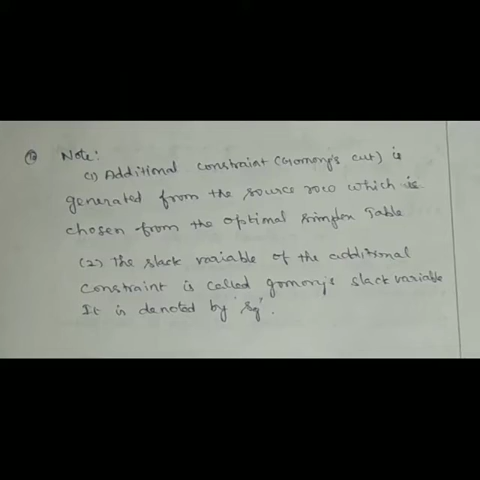 Note:
(1) Additional constraint (Gomory's cut) is
generated from the source row which is
chosen from the optimal simplex Table
(2) The slack variable of the additional
constraint is called gomory's slack variable
It is denoted by 'sg'.